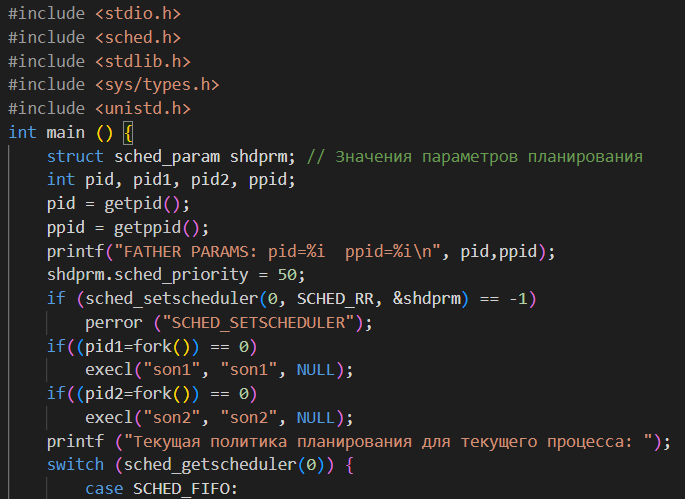 #include <stdio.h>
#include <sched.h>
#include <stdlib.h>
#include <sys/types.h>
#include <unistd.h>
int main () {
    struct sched_param shdprm; // Значения параметров планирования
    int pid, pid1, pid2, ppid;
    pid = getpid();
    ppid = getppid();
    printf("FATHER PARAMS: pid=%i  ppid=%i\n", pid,ppid);
    shdprm.sched_priority = 50;
    if (sched_setscheduler(0, SCHED_RR, &shdprm) == -1)
        perror ("SCHED_SETSCHEDULER");
    if((pid1=fork()) == 0)
        execl("son1", "son1", NULL);
    if((pid2=fork()) == 0)
        execl("son2", "son2", NULL);
    printf ("Текущая политика планирования для текущего процесса: ");
    switch (sched_getscheduler(0)) {
        case SCHED_FIFO: